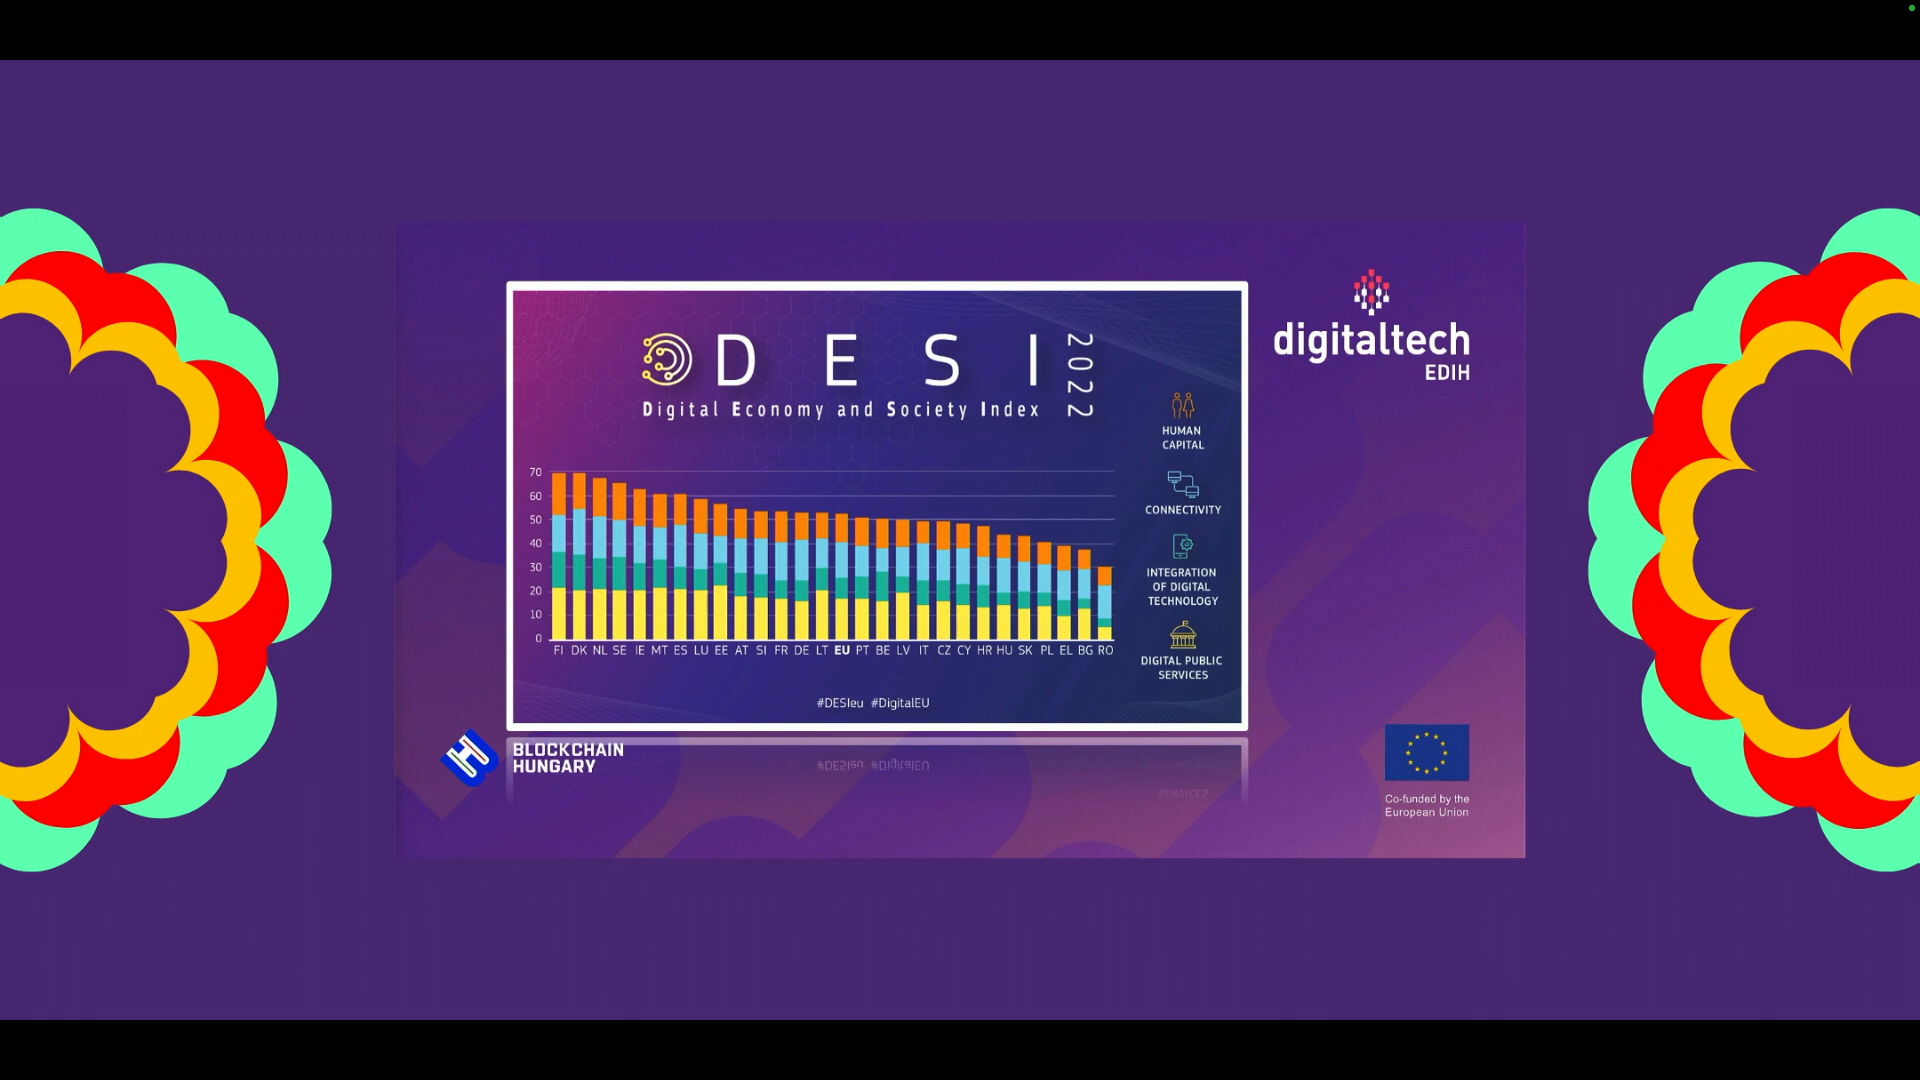 DESI 2022
Digital Economy and Society Index
HUMAN
CAPITAL
CONNECTIVITY
INTEGRATION
OF DIGITAL
TECHNOLOGY
DIGITAL PUBLIC
SERVICES
70
60
50
40
30
20
10
0
FI DK NL SE IE MT ES LU EE AT SI FR DE LT EU PT BE LV IT CZ CY HR HU SK PL EL BG RO
#DESIeu #DigitalEU
digitaltech
EDIH
BLOCKCHAIN
HUNGARY
#DESIeu #DigitalEU
SERVICES
Co-funded by the
European Union